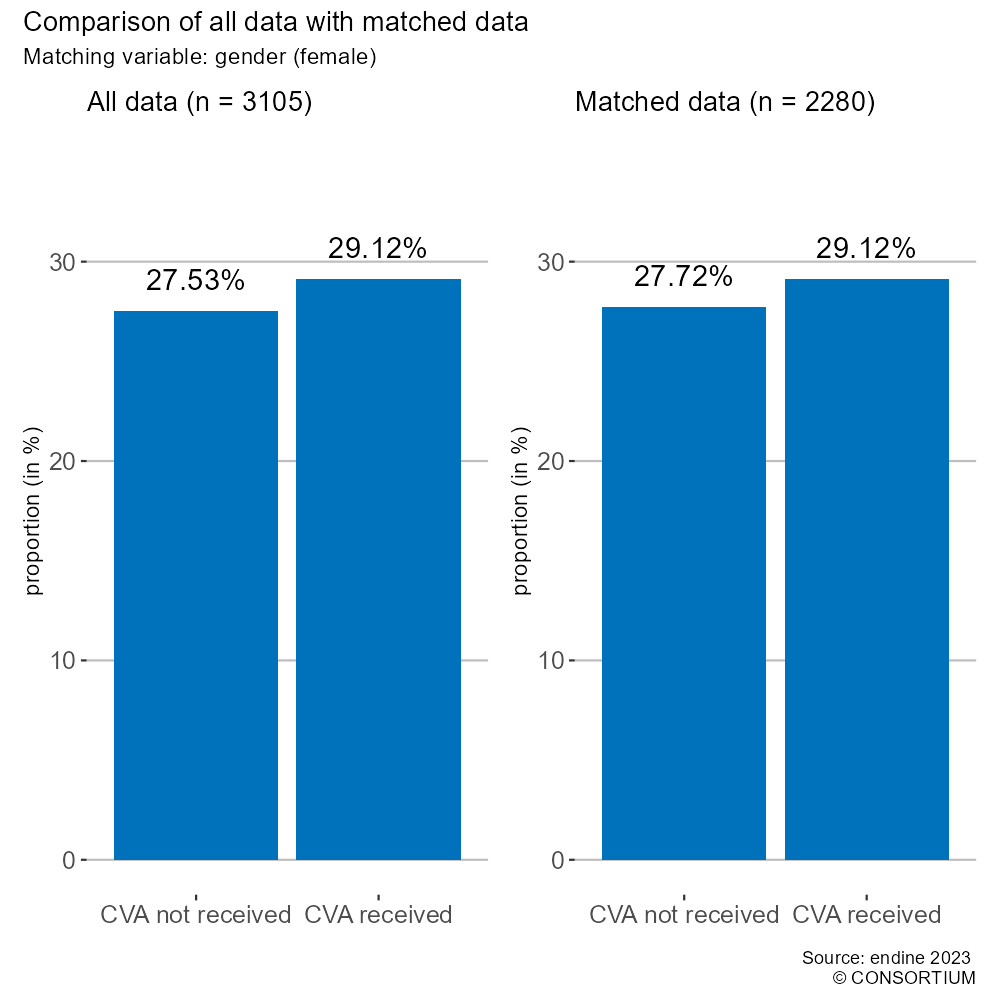 Comparison of all data with matched data
Matching variable: gender (female)
All data (n = 3105)
30
20
10
0
proportion (in %)
27.53%
29.12%
CVA not received
CVA received
Matched data (n = 2280)
30
20
10
0
proportion (in %)
27.72%
29.12%
CVA not received
CVA received
Source: endine 2023
© CONSORTIUM